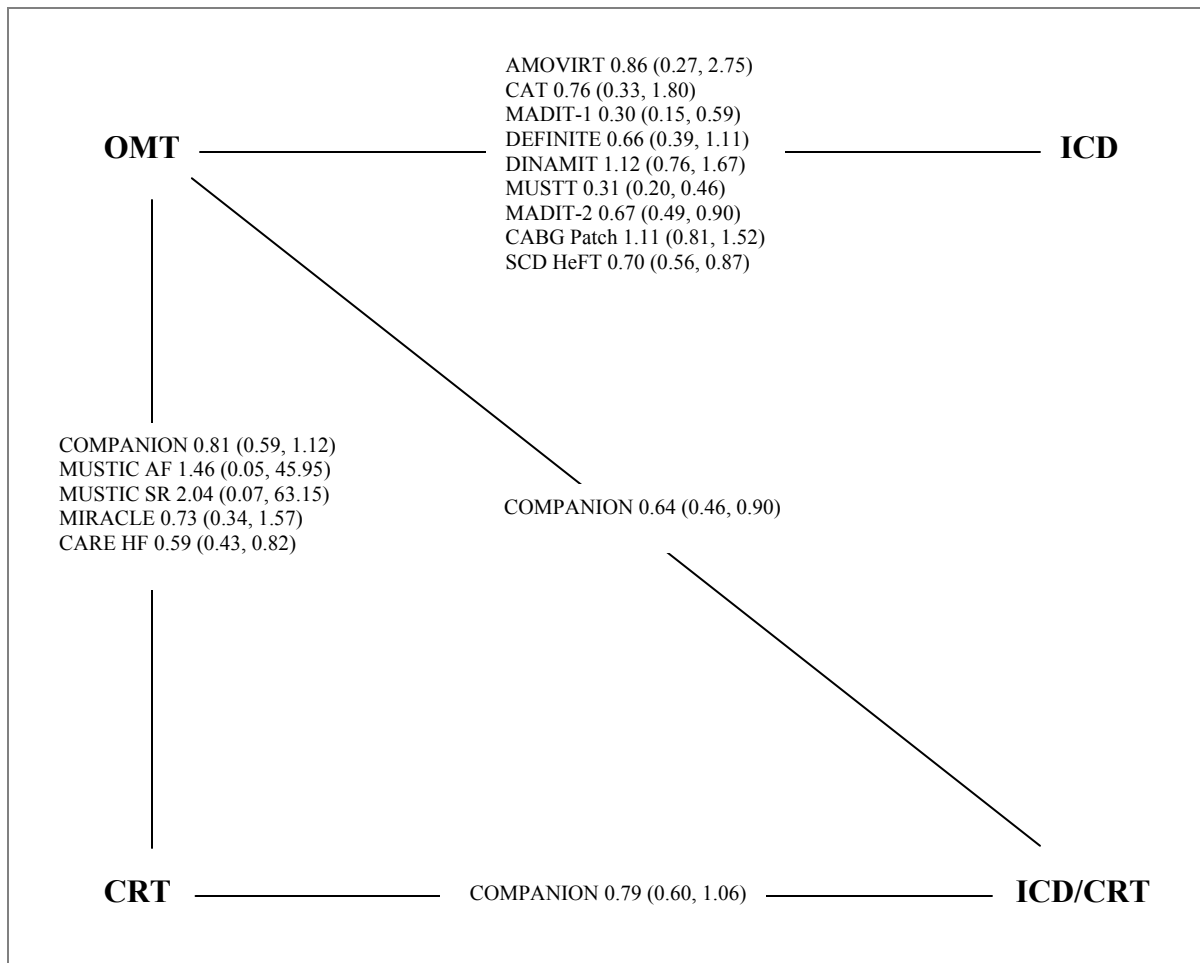 AMOVIRT 0.86 (0.27, 2.75)
CAT 0.76 (0.33, 1.80)
MADIT-1 0.30 (0.15, 0.59)
OMT
DEFINITE 0.66 (0.39, 1.11)
ICD
DINAMIT 1.12 (0.76, 1.67)
MUSTT 0.31 (0.20, 0.46)
MADIT-2 0.67 (0.49, 0.90)
CABG Patch 1.11 (0.81, 1.52)
SCD HeFT 0.70 (0.56, 0.87)
COMPANION 0.81 (0.59, 1.12)
MUSTIC AF 1.46 (0.05, 45.95)
MUSTIC SR 2.04 (0.07, 63.15)
MIRACLE 0.73 (0.34, 1.57)
CARE HF 0.59 (0.43, 0.82)
COMPANION 0.64 (0.46, 0.90)
CRT
COMPANION 0.79 (0.60, 1.06)
ICD/CRT